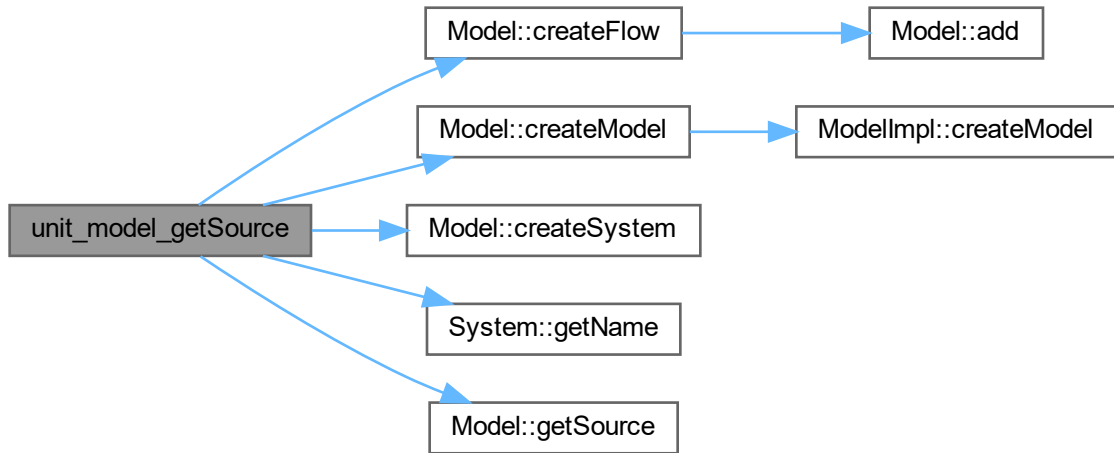 Model::createFlow
Model::add
Model::createModel
ModelImpl::createModel
unit_model_getSource
Model::createSystem
System::getName
Model::getSource